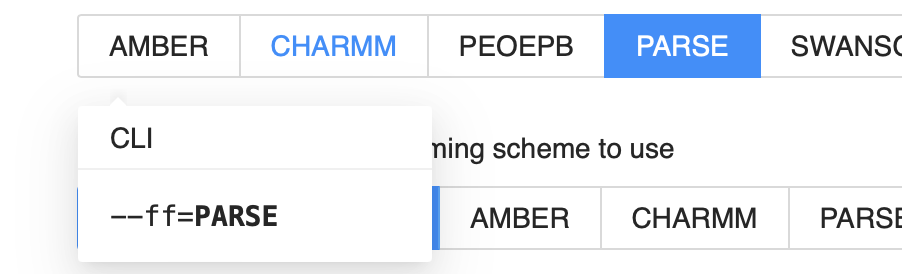 AMBER CHARMM PEOEPB PARSE
CLI
ming scheme to use
--ff=PARSE
AMBER CHARMM